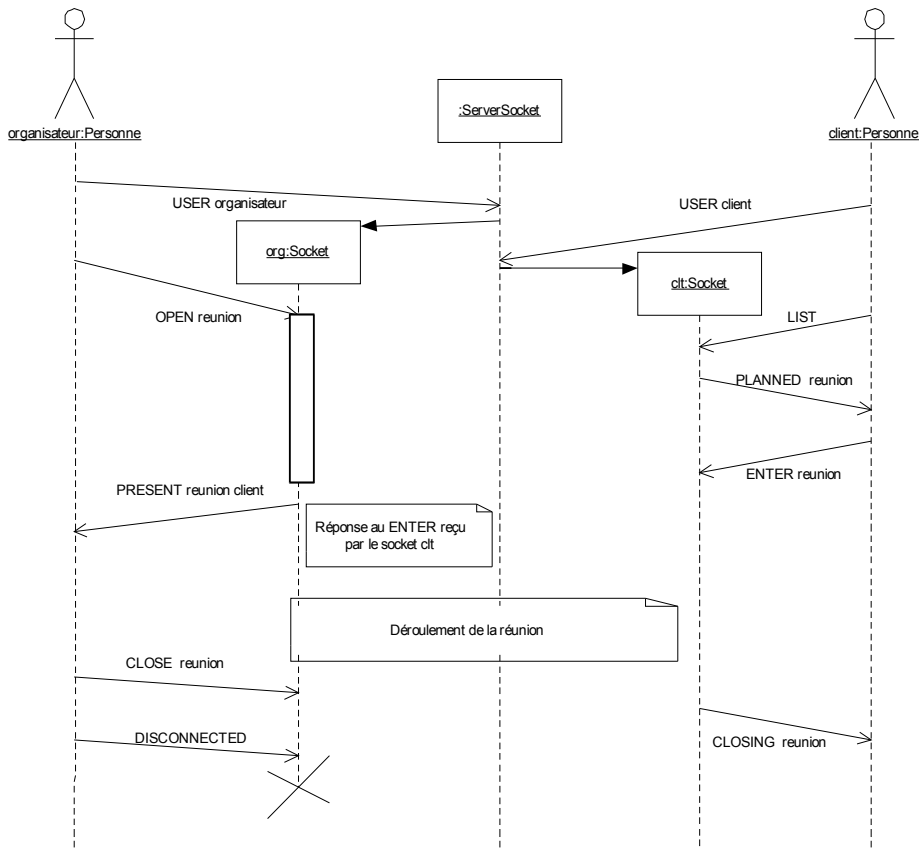 :ServerSocket
organisateur:Personne
client:Personne
USER organisateur
USER client
org:Socket
clt:Socket
OPEN reunion
LIST
PLANNED reunion
ENTER reunion
PRESENT reunion client
Réponse au ENTER reçu
par le socket clt
Déroulement de la réunion
CLOSE reunion
DISCONNECTED
CLOSING reunion